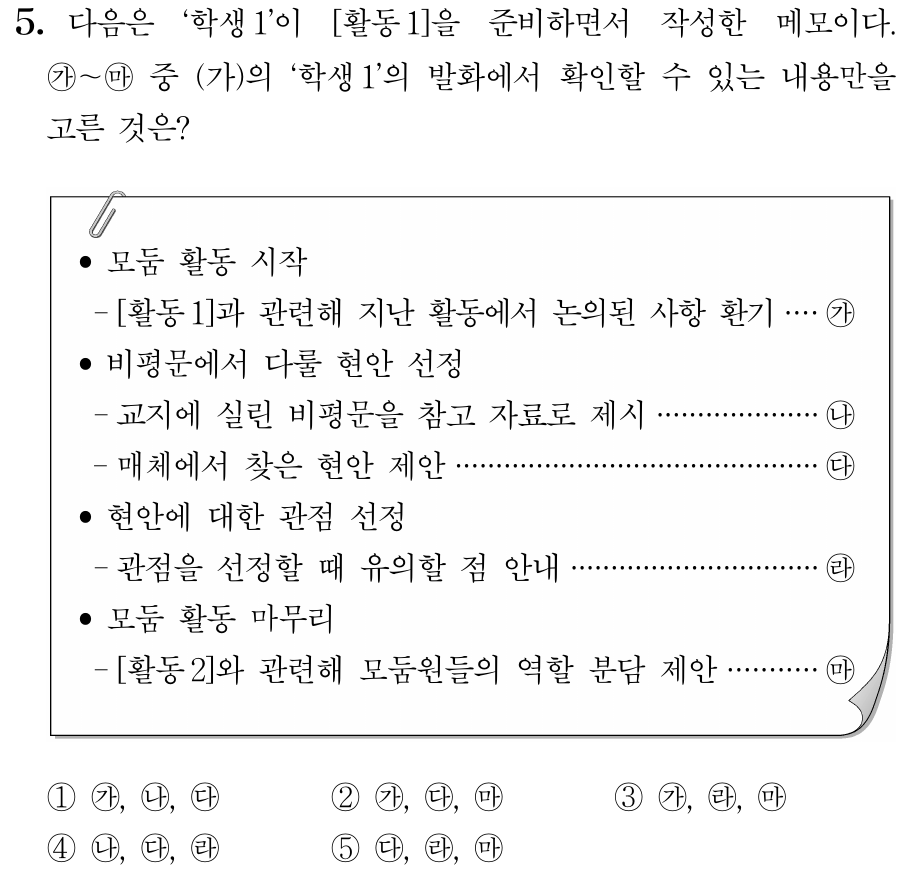 5. 다음은 ‘학생 1’이 [활동 1]을 준비하면서 작성한 메모이다.
㉮~㉲ 중 (가)의 ‘학생 1’의 발화에서 확인할 수 있는 내용만을
고른 것은?
● 모둠 활동 시작
- [활동 1]과 관련해 지난 활동에서 논의된 사항 환기 ···· ㉮
● 비평문에서 다룰 현안 선정
- 교지에 실린 비평문을 참고 자료로 제시 ···················· ㉯
- 매체에서 찾은 현안 제안 ············································· ㉰
● 현안에 대한 관점 선정
- 관점을 선정할 때 유의할 점 안내 ······························ ㉱
● 모둠 활동 마무리
- [활동 2]와 관련해 모둠원들의 역할 분담 제안 ··········· ㉲
① ㉮, ㉯, ㉰ ② ㉮, ㉰, ㉲ ③ ㉮, ㉱, ㉲
④ ㉯, ㉰, ㉱ ⑤ ㉰, ㉱, ㉲